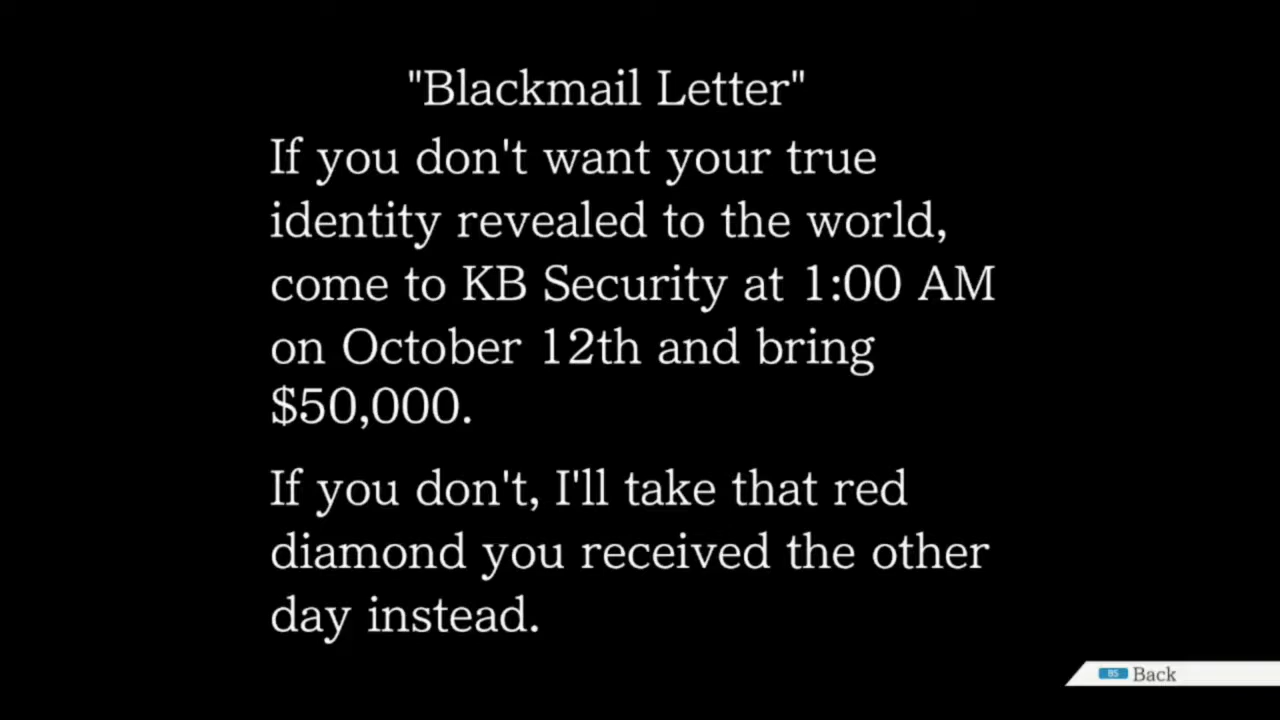 "Blackmail Letter"
If you don't want your true
identity revealed to the world,
come to KB Security at 1:00 AM
on October 12th and bring
$50,000.
If you don't, I'll take that red
diamond you received the other
day instead.
BS Back